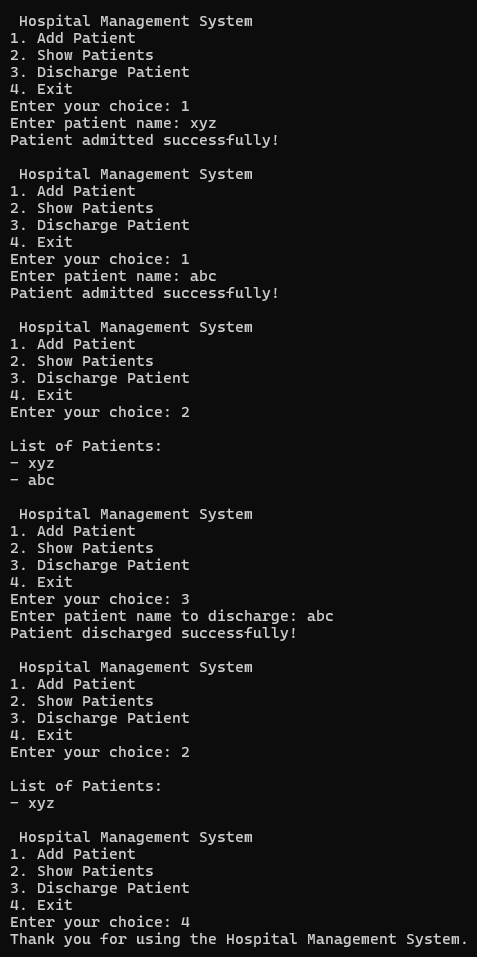 Hospital Management System
1. Add Patient
2. Show Patients
3. Discharge Patient
4. Exit
Enter your choice: 1
Enter patient name: xyz
Patient admitted successfully!

Hospital Management System
1. Add Patient
2. Show Patients
3. Discharge Patient
4. Exit
Enter your choice: 1
Enter patient name: abc
Patient admitted successfully!

Hospital Management System
1. Add Patient
2. Show Patients
3. Discharge Patient
4. Exit
Enter your choice: 2

List of Patients:
- xyz
- abc

Hospital Management System
1. Add Patient
2. Show Patients
3. Discharge Patient
4. Exit
Enter your choice: 3
Enter patient name to discharge: abc
Patient discharged successfully!

Hospital Management System
1. Add Patient
2. Show Patients
3. Discharge Patient
4. Exit
Enter your choice: 2

List of Patients:
- xyz

Hospital Management System
1. Add Patient
2. Show Patients
3. Discharge Patient
4. Exit
Enter your choice: 4
Thank you for using the Hospital Management System.